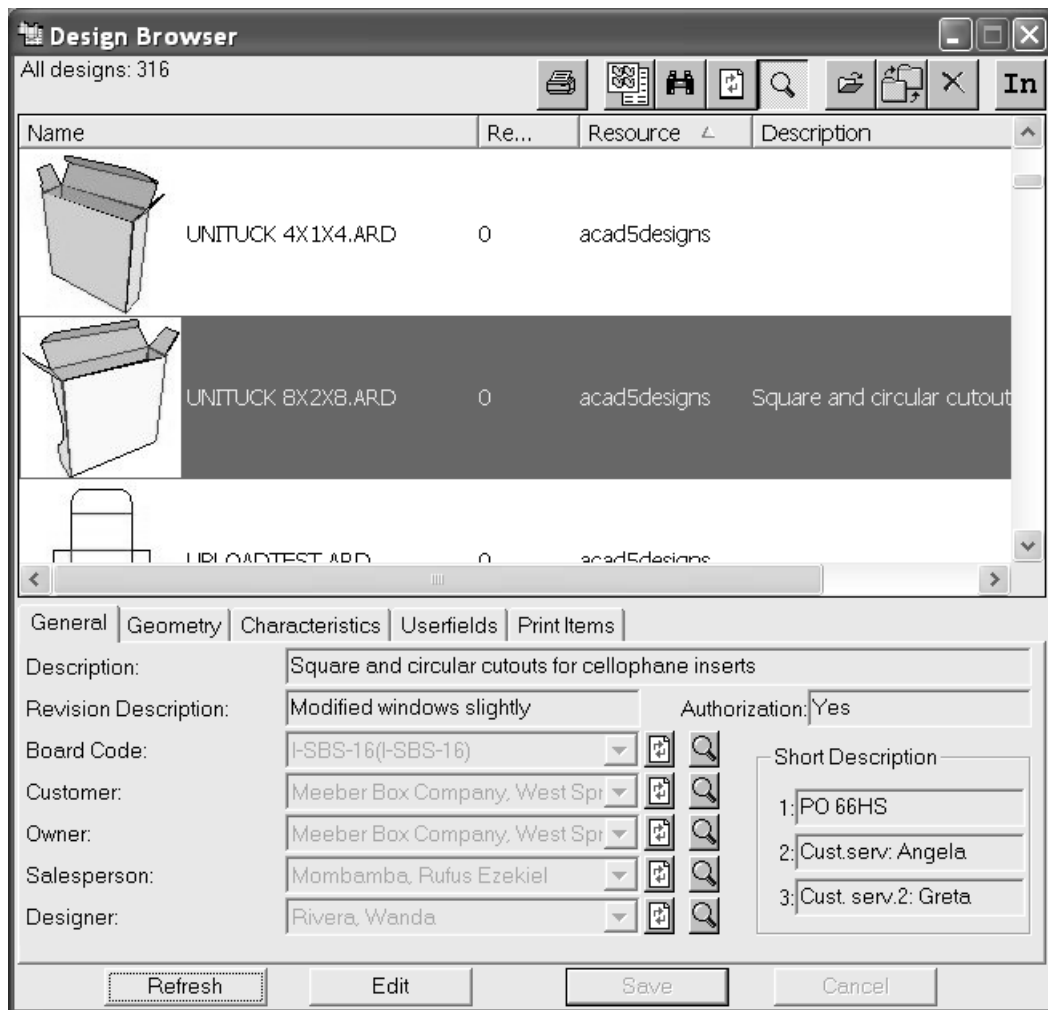 Design Browser
All designs: 316
In
Name Re... Resource Description
UNITUCK 4X1X4.ARD 0 acad5designs
UNITUCK 8X2X8.ARD 0 acad5designs Square and circular cutout
UPLOADTEST.ARD 0 acad5designs
General Geometry Characteristics Userfields Print Items
Description: Square and circular cutouts for cellophane inserts
Revision Description: Modified windows slightly Authorization: Yes
Board Code: I-SBS-16(I-SBS-16) Short Description
Customer: Meeber Box Company, West Spr
1: PO 66HS
Owner: Meeber Box Company, West Spr
2: Cust.serv: Angela
Salesperson: Mombamba, Rufus Ezekiel
3: Cust. serv.2: Greta
Designer: Rivera, Wanda
Refresh Edit Save Cancel